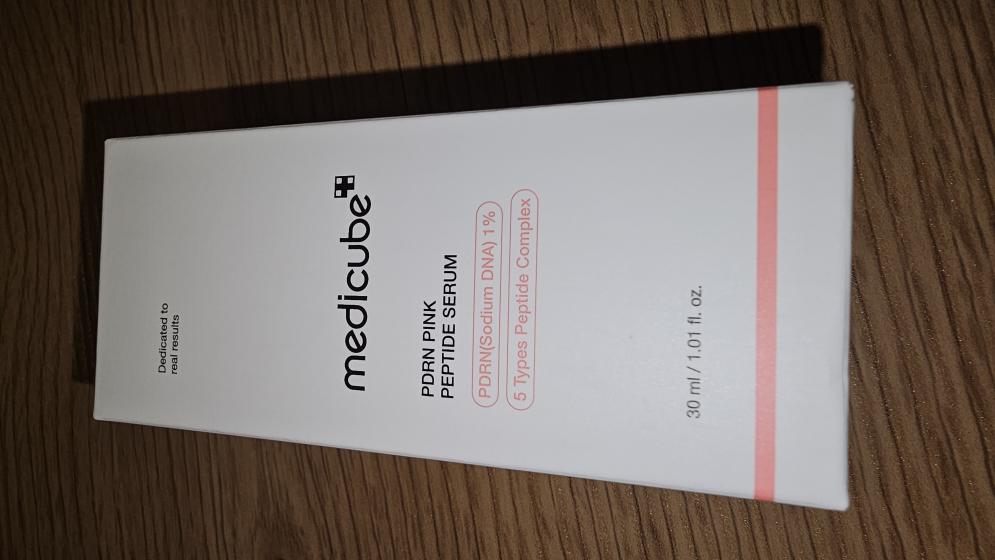 Dedicated to
real results
medicube
PDRN PINK
PEPTIDE SERUM
PDRN(Sodium DNA) 1%
5 Types Peptide Complex
30 ml / 1.01 fl. oz.